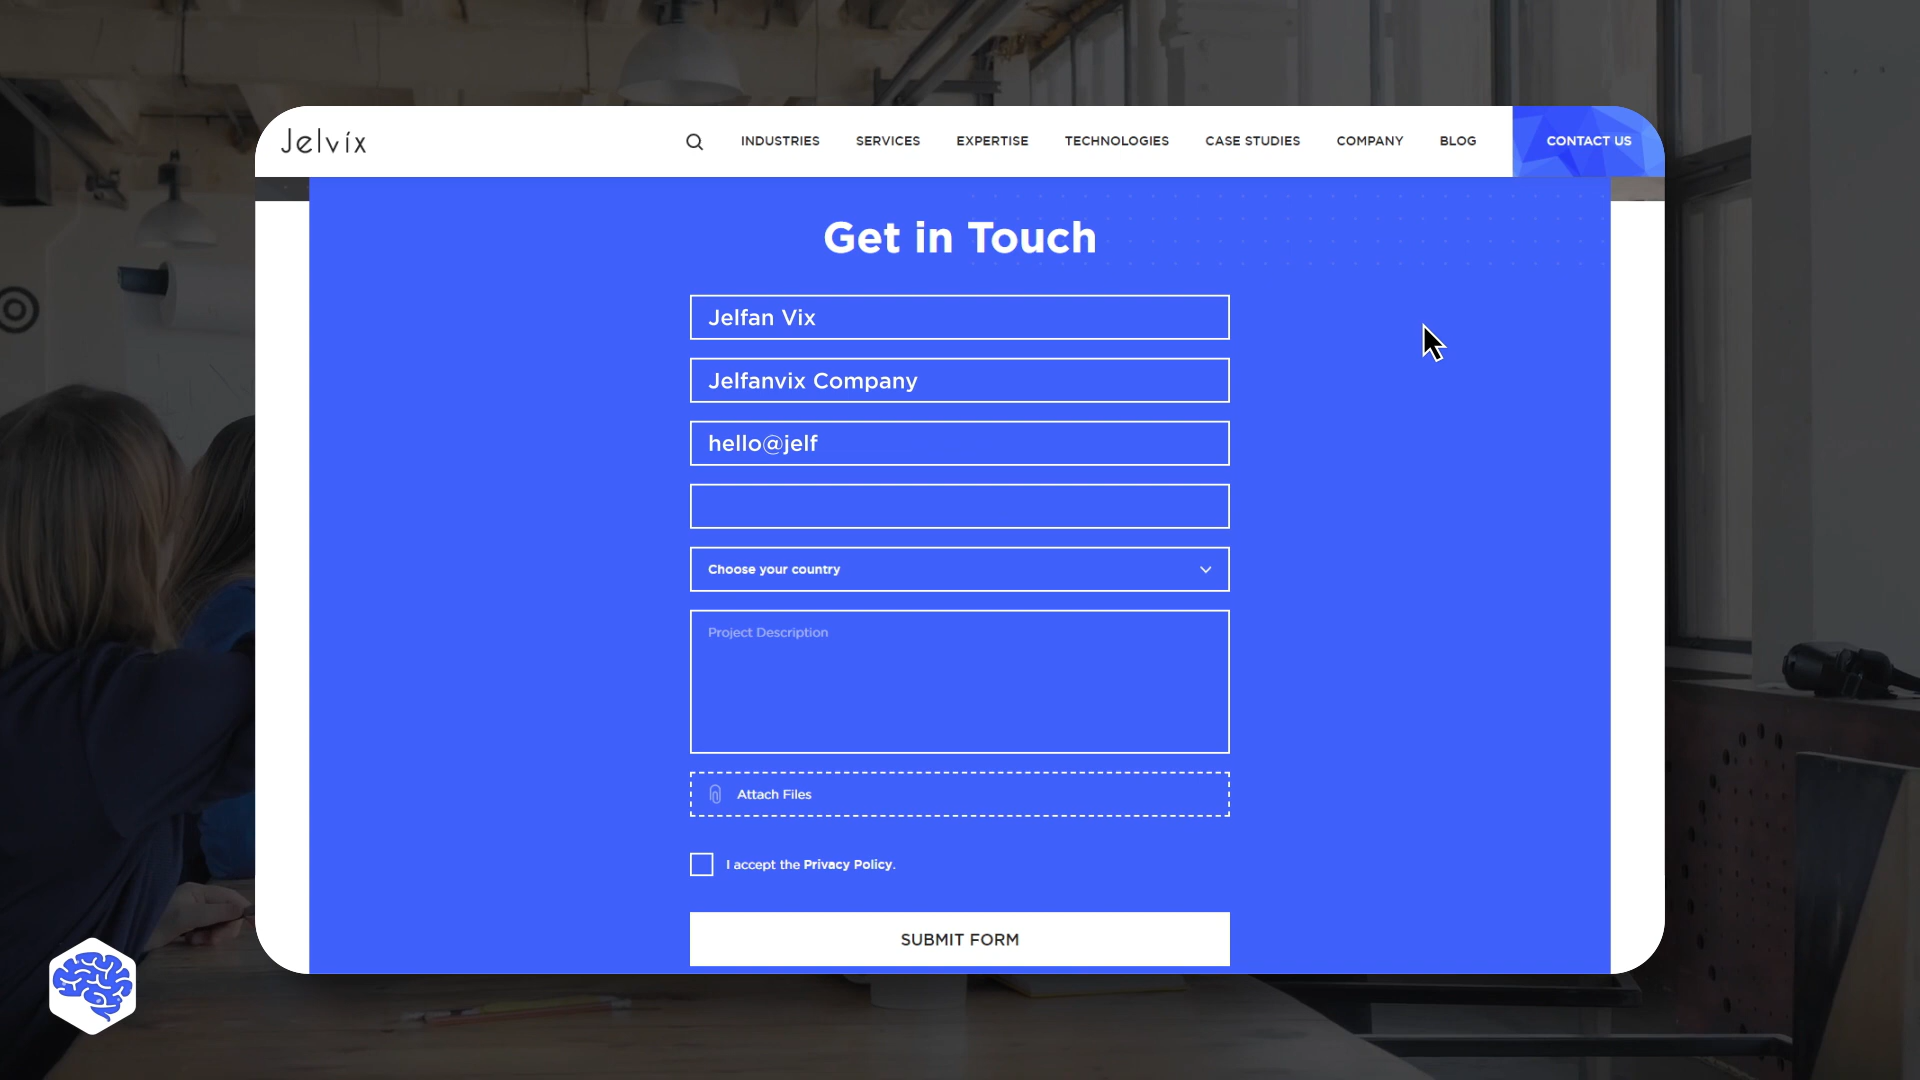 Jelvix
INDUSTRIES SERVICES EXPERTISE TECHNOLOGIES CASE STUDIES COMPANY BLOG CONTACT US
Get in Touch
Jelfan Vix
Jelfanvix Company
hello@jelf
Choose your country
Project Description
Attach Files
I accept the Privacy Policy.
SUBMIT FORM